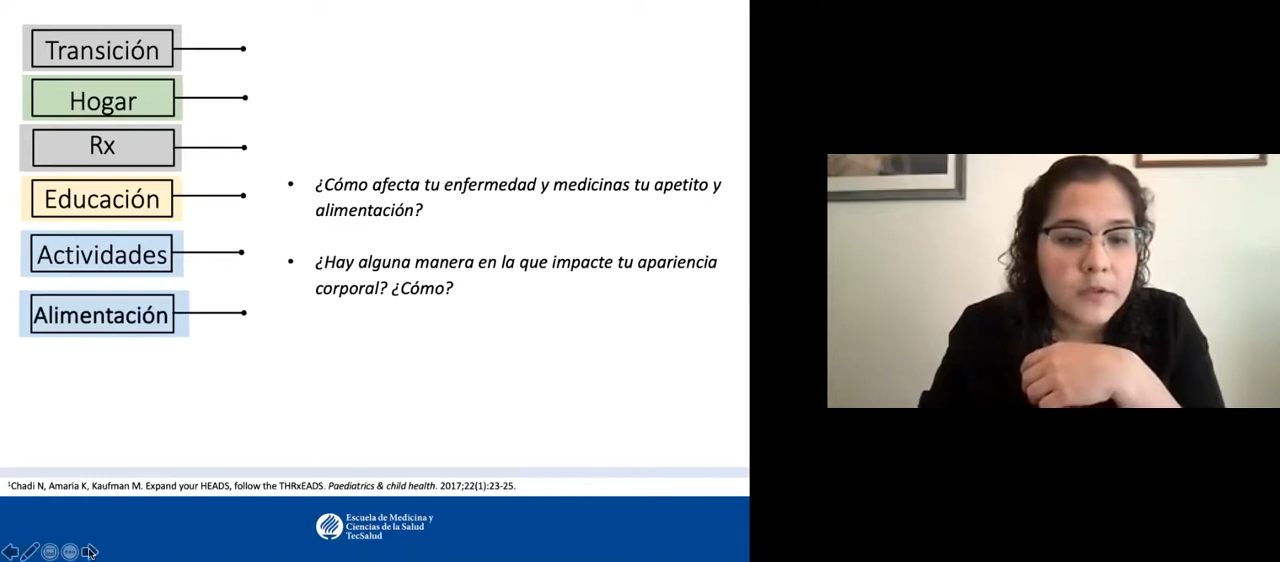 Transición
Hogar
Rx
Educación
Actividades
Alimentación
• ¿Cómo afecta tu enfermedad y medicinas tu apetito y
alimentación?
• ¿Hay alguna manera en la que impacte tu apariencia
corporal? ¿Cómo?
¹Chadi N, Amaria K, Kaufman M. Expand your HEADS, follow the THRxEADS. Paediatrics & child health. 2017;22(1):23-25.
Escuela de Medicina y
Ciencias de la Salud
TecSalud